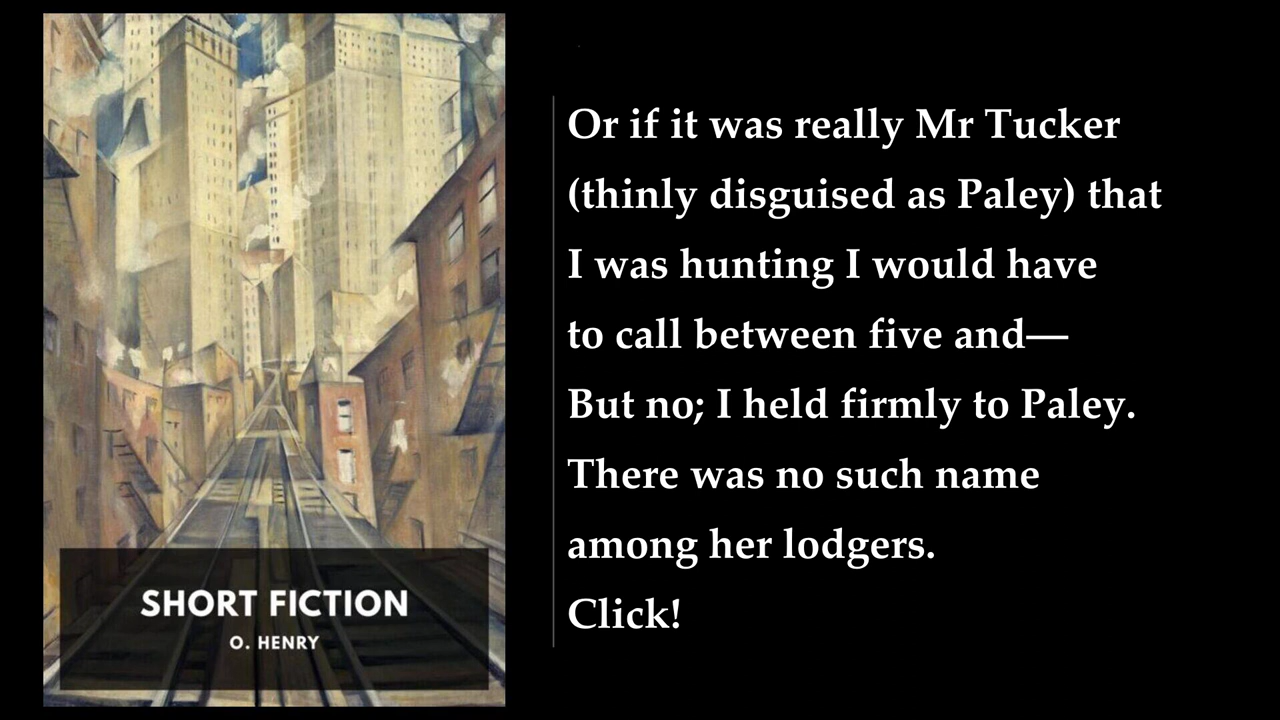 SHORT FICTION
O. HENRY
Or if it was really Mr Tucker
(thinly disguised as Paley) that
I was hunting I would have
to call between five and—
But no; I held firmly to Paley.
There was no such name
among her lodgers.
Click!